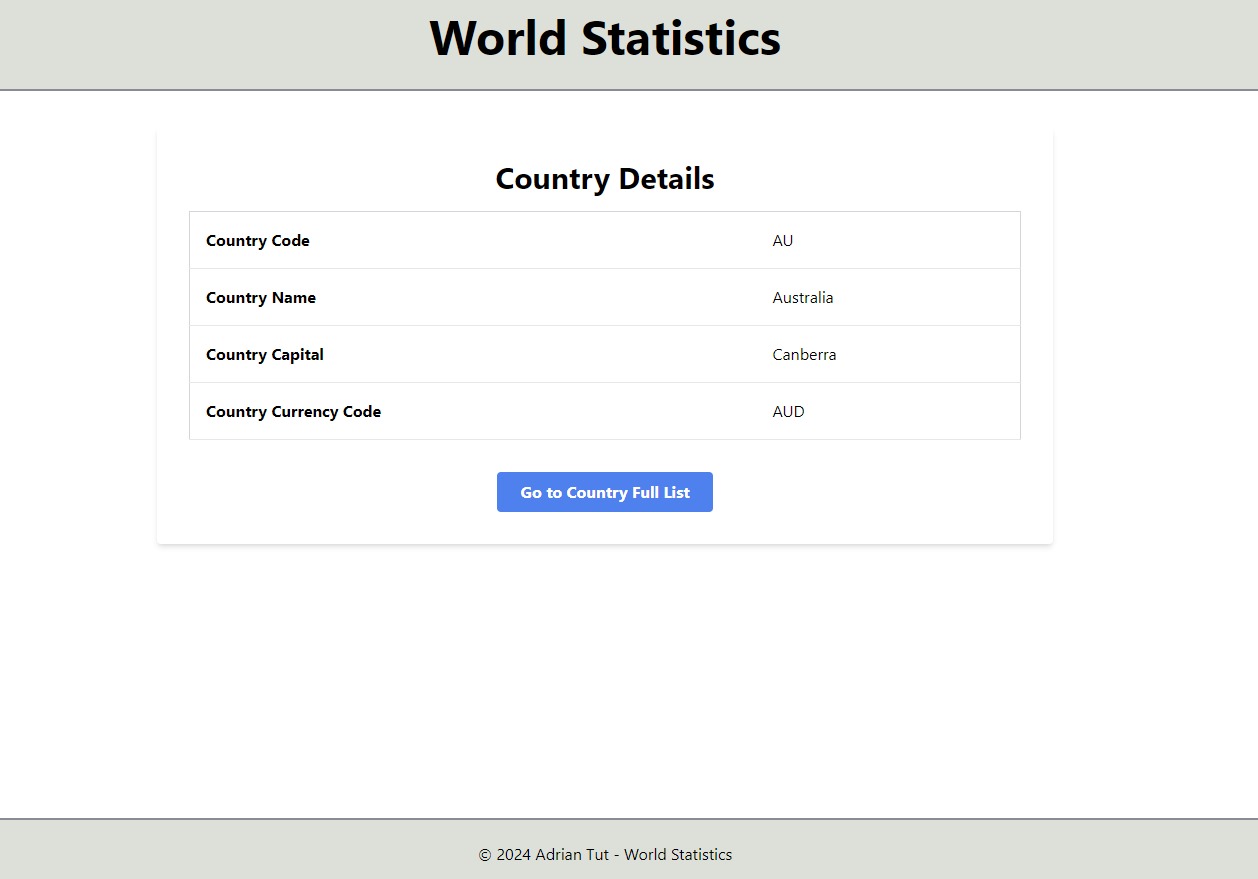 World Statistics
Country Details
Country Code AU
Country Name Australia
Country Capital Canberra
Country Currency Code AUD
Go to Country Full List
© 2024 Adrian Tut - World Statistics